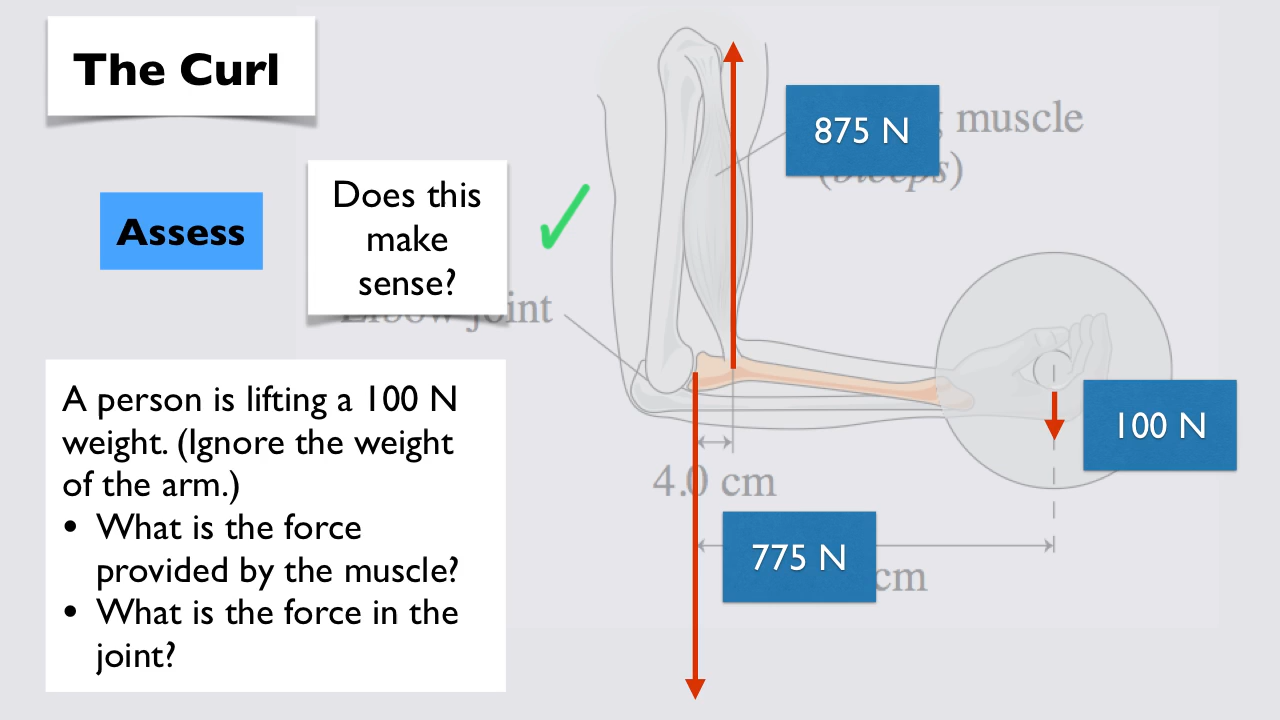 The Curl
875 N
muscle
Assess
Does this
make
sense?
joint
A person is lifting a 100 N
weight. (Ignore the weight
of the arm.)
• What is the force
provided by the muscle?
• What is the force in the
joint?
100 N
4.0 cm
775 N
cm